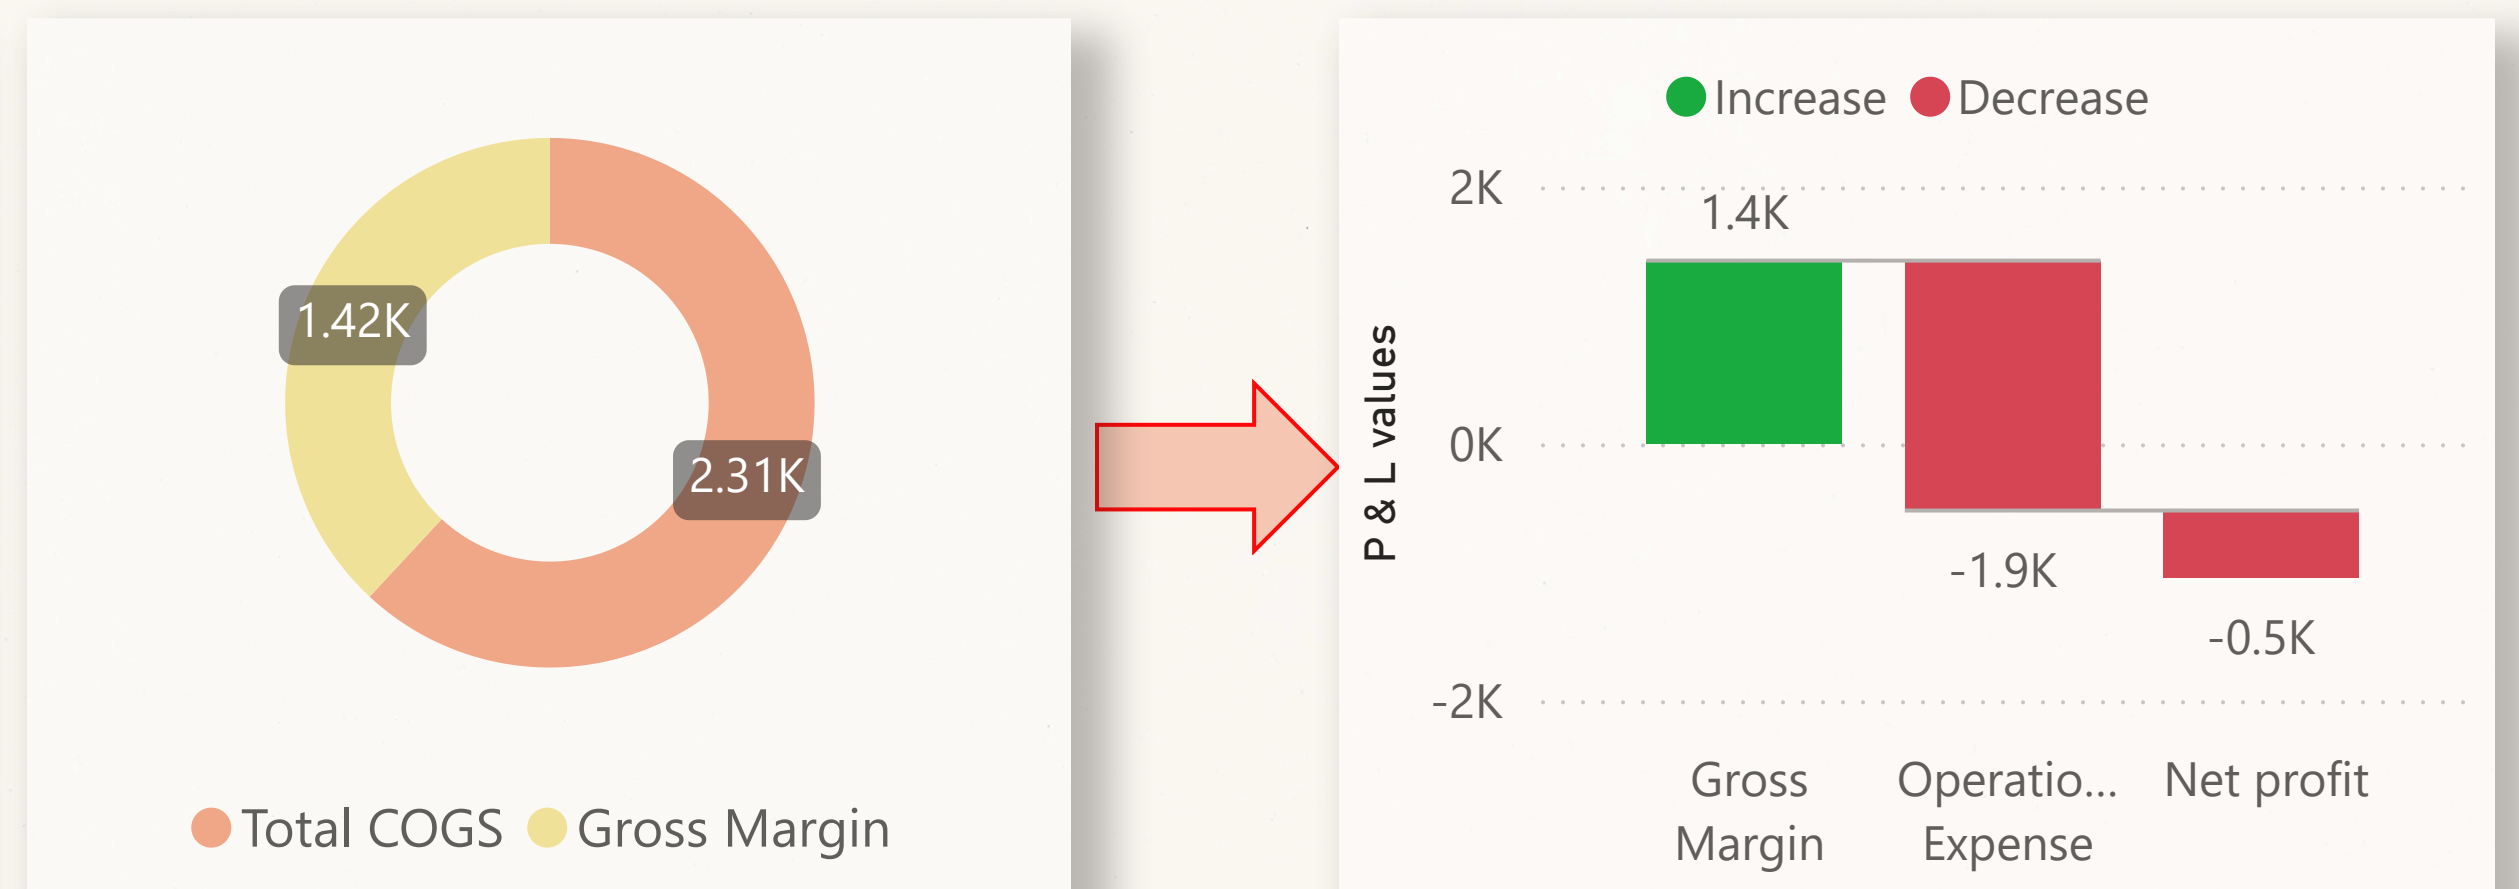 1.42K
2.31K
Total COGS Gross Margin
Increase Decrease
P & L values
2K
1.4K
0K
-1.9K
-0.5K
-2K
Gross Margin
Operatio... Expense
Net profit